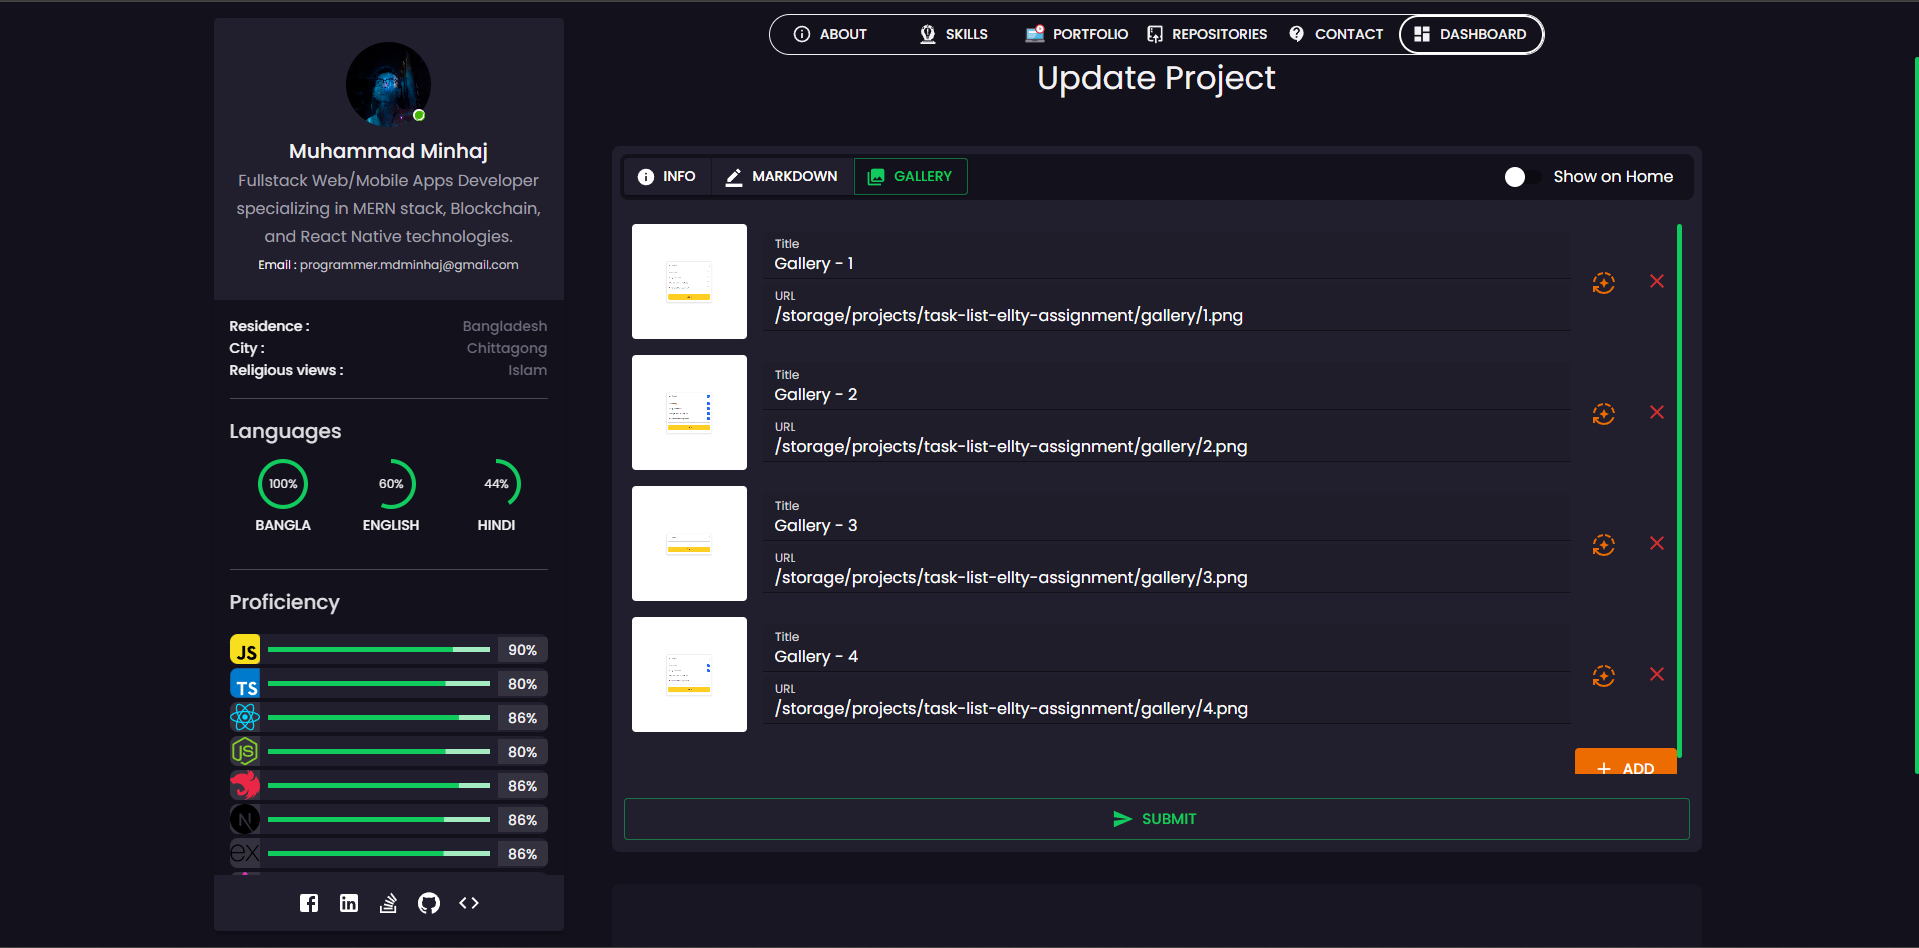 ABOUT
SKILLS
PORTFOLIO
REPOSITORIES
CONTACT
DASHBOARD
Muhammad Minhaj
Fullstack Web/Mobile Apps Developer
specializing in MERN stack, Blockchain,
and React Native technologies.
Email : programmer.mdminhaj@gmail.com
Residence :
Bangladesh
City :
Chittagong
Religious views :
Islam
Languages
100%
60%
44%
BANGLA
ENGLISH
HINDI
Proficiency
JS
90%
TS
80%
86%
JS
80%
86%
N
86%
ex
86%
Update Project
INFO
MARKDOWN
GALLERY
Show on Home
Title
Gallery - 1
URL
/storage/projects/task-list-ellty-assignment/gallery/1.png
Title
Gallery - 2
URL
/storage/projects/task-list-ellty-assignment/gallery/2.png
Title
Gallery - 3
URL
/storage/projects/task-list-ellty-assignment/gallery/3.png
Title
Gallery - 4
URL
/storage/projects/task-list-ellty-assignment/gallery/4.png
+ ADD
SUBMIT